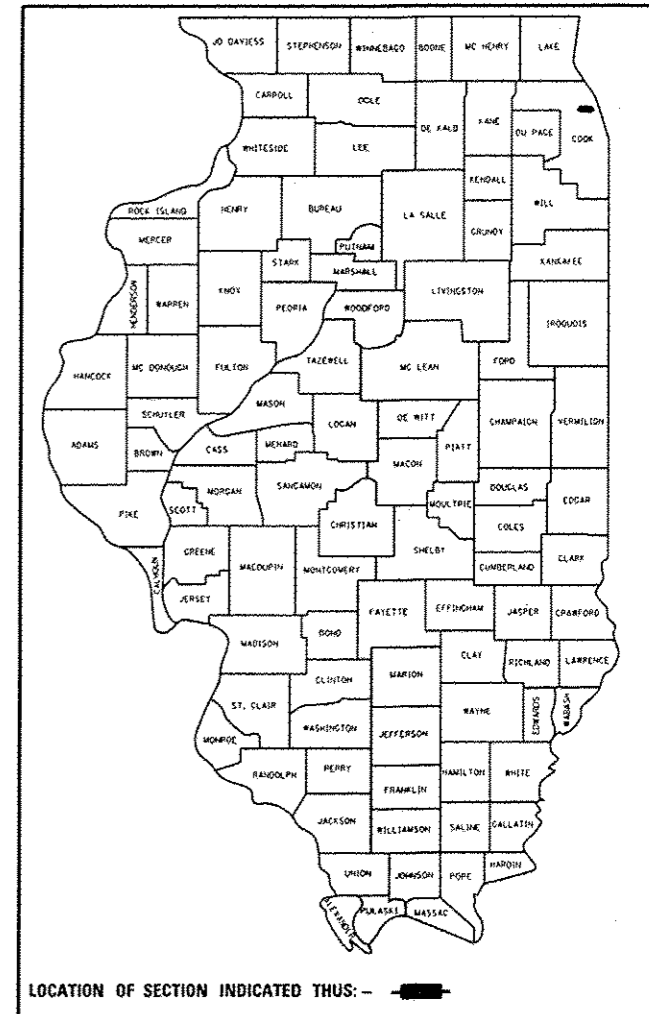 JO DAVIESS STEPHENSON WINNEBAGO BOONE MC HENRY LAKE
CARROLL OGLE DE KALB KANE DU PAGE COOK
WHITESIDE LEE KENDALL WILL
ROCK ISLAND HENRY BUREAU LA SALLE GRUNDY
MERCER PUTNAM KANKAKEE
STARK MARSHALL
HENDERSON WARREN KNOX PEORIA WOODFORD LIVINGSTON IROQUOIS
HANCOCK MC DONOUGH FULTON TAZEWELL MC LEAN FORD
SCHUYLER MASON LOGAN DE WITT CHAMPAIGN VERMILION
ADAMS BROWN CASS MENARD MACON PIATT
PIKE SCOTT MORGAN SANGAMON CHRISTIAN MOULTRIE DOUGLAS EDGAR
COLES
CALHOUN GREENE MACOUPIN MONTGOMERY SHELBY CUMBERLAND CLARK
JERSEY FAYETTE EFFINGHAM JASPER CRAWFORD
MADISON BOND CLAY RICHLAND LAWRENCE
CLINTON MARION
ST. CLAIR WAYNE EDWARDS WABASH
MONROE WASHINGTON JEFFERSON
RANDOLPH PERRY HAMILTON WHITE
FRANKLIN
JACKSON WILLIAMSON SALINE GALLATIN
UNION JOHNSON POPE HARDIN
ALEXANDER PULASKI MASSAC
LOCATION OF SECTION INDICATED THUS: –